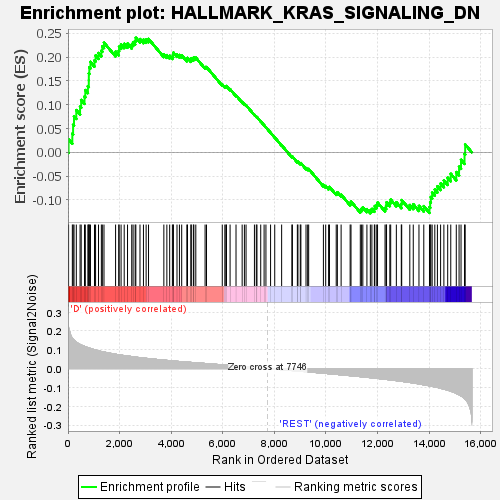 Enrichment plot: HALLMARK_KRAS_SIGNALING_DN
Enrichment score (ES)
0.25
0.20
0.15
0.10
0.05
0.00
-0.05
-0.10
Ranked list metric (Signal2Noise)
0.3
0.2
0.1
0.0
-0.1
-0.2
-0.3
'D' (positively correlated)
Zero cross at 7746
'REST' (negatively correlated)
0
2,000
4,000
6,000
8,000
10,000
12,000
14,000
16,000
Rank in Ordered Dataset
Enrichment profile
Hits
Ranking metric scores